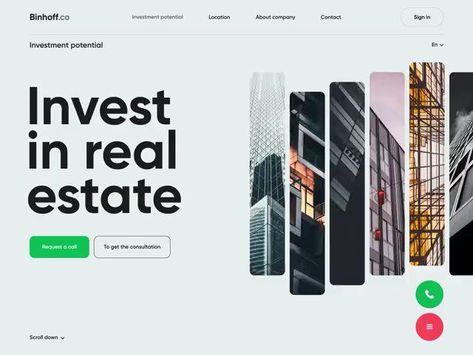 Binhoff.co
Investment potential
Location
About company
Contact
Sign in
Investment potential
En
Invest
in real
estate
Request a call
To get the consultation
Scroll down